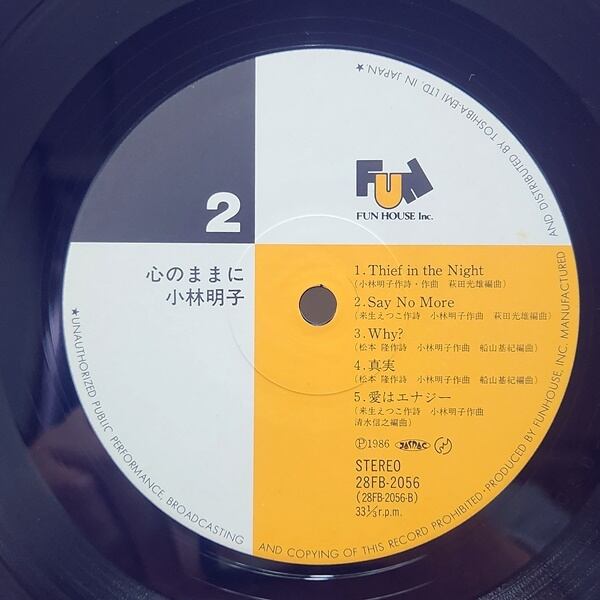 2
FUN
FUN HOUSE Inc.
心のままに
小林明子
1. Thief in the Night
(小林明子作詩・作曲 萩田光雄編曲)
2. Say No More
(来生えつこ作詩 小林明子作曲 萩田光雄編曲)
3. Why?
(松本 隆作詩 小林明子作曲 船山基紀編曲)
4. 真実
(松本 隆作詩 小林明子作曲 船山基紀編曲)
5. 愛はエナジー
(来生えつこ作詩 小林明子作曲
清水信之編曲)
Ⓟ1986 JASRAC
STEREO
28FB-2056
(28FB-2056-B)
33⅓r.p.m.
★UNAUTHORIZED PUBLIC PERFORMANCE, BROADCASTING AND COPYING OF THIS RECORD PROHIBITED·PRODUCED BY FUNHOUSE, INC. MANUFACTURED AND DISTRIBUTED BY TOSHIBA-EMI LTD. IN JAPAN★